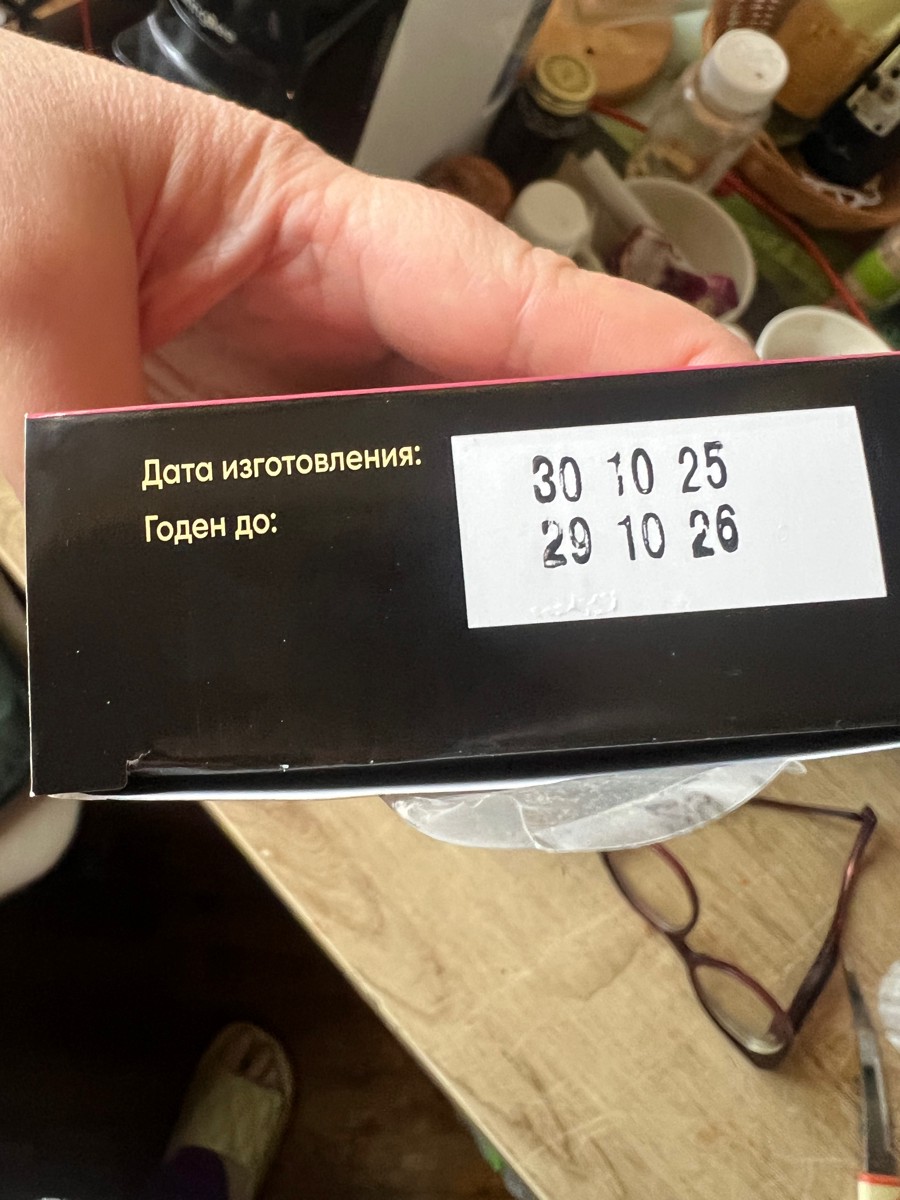 Дата изготовления: 30 10 25
Годен до: 29 10 26